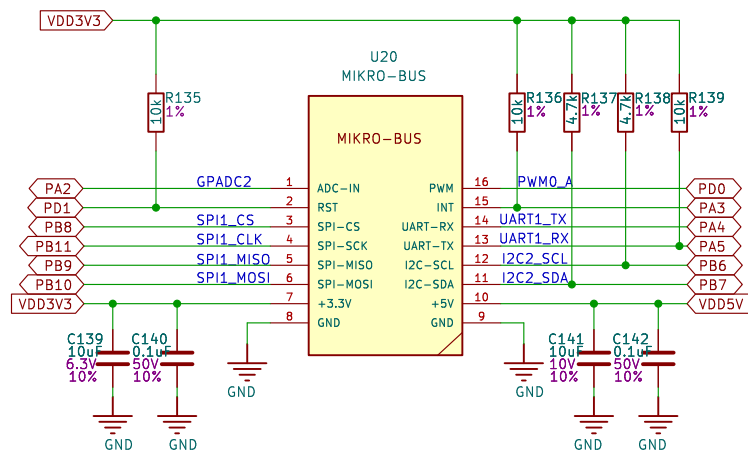 VDD3V3
U20
MIKRO-BUS
R135
10k
1%
R136
10k
1%
R137
4.7k
1%
R138
4.7k
1%
R139
10k
1%
MIKRO-BUS
PA2 GPADC2 1 ADC-IN PWM 16 PWM0_A PD0
PD1 2 RST INT 15 PA3
PB8 SPI1_CS 3 SPI-CS UART-RX 14 UART1_TX PA4
PB11 SPI1_CLK 4 SPI-SCK UART-TX 13 UART1_RX PA5
PB9 SPI1_MISO 5 SPI-MISO I2C-SCL 12 I2C2_SCL PB6
PB10 SPI1_MOSI 6 SPI-MOSI I2C-SDA 11 I2C2_SDA PB7
VDD3V3 7 +3.3V +5V 10 VDD5V
8 GND GND 9
C139
10uF
6.3V
10%
C140
0.1uF
50V
10%
C141
10uF
10V
10%
C142
0.1uF
50V
10%
GND GND
GND GND GND GND